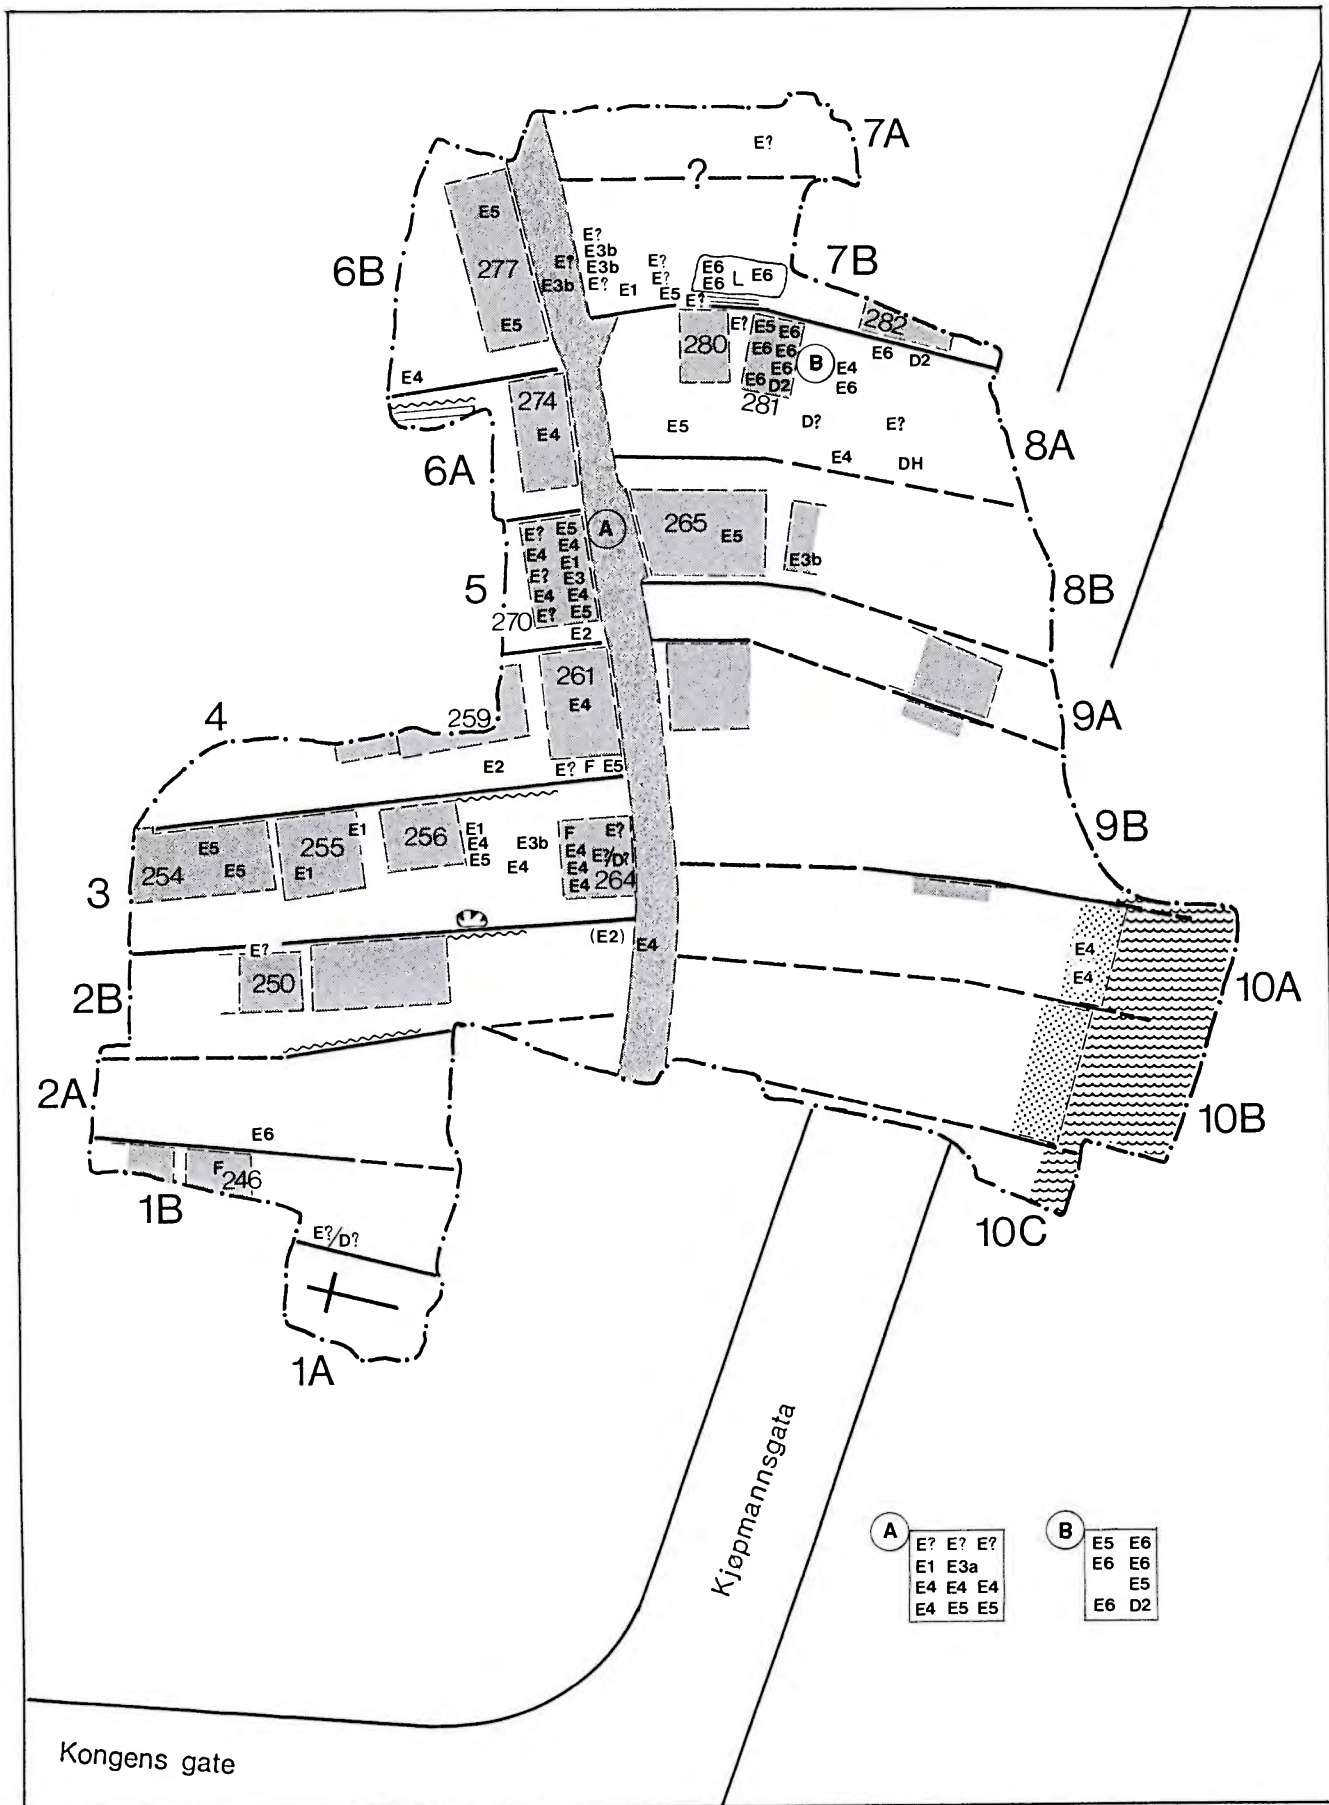 7A
E?
?
6B
E5
277
E5
E?
E3b
E?
E3b
E3b
E?
E1
E?
E?
E5
E?
E6
E6
L
E6
7B
282
280
E?
E5 E6
E6 E6
E6
E6 D2
281
B
E4
E6
E6
D2
E4
274
E4
6A
E5
D?
E?
E4
DH
8A
A
265
E5
E3b
8B
5
E? E5
E4 E4
E1
E? E3
E4 E4
E? E5
270
E2
261
E4
259
4
E2
E? F E5
9A
9B
3
254
E5
E5
255
E1
E1
256
E1
E4
E5
E3b
E4
F E?
E4 E?/D?
E4
E4 264
(E2)
E4
E?
250
2B
E4
E4
10A
2A
E6
F
246
1B
10B
10C
E?/D?
1A
Kjøpmannsgata
A
E? E? E?
E1 E3a
E4 E4 E4
E4 E5 E5
B
E5 E6
E6 E6
E5
E6 D2
Kongens gate